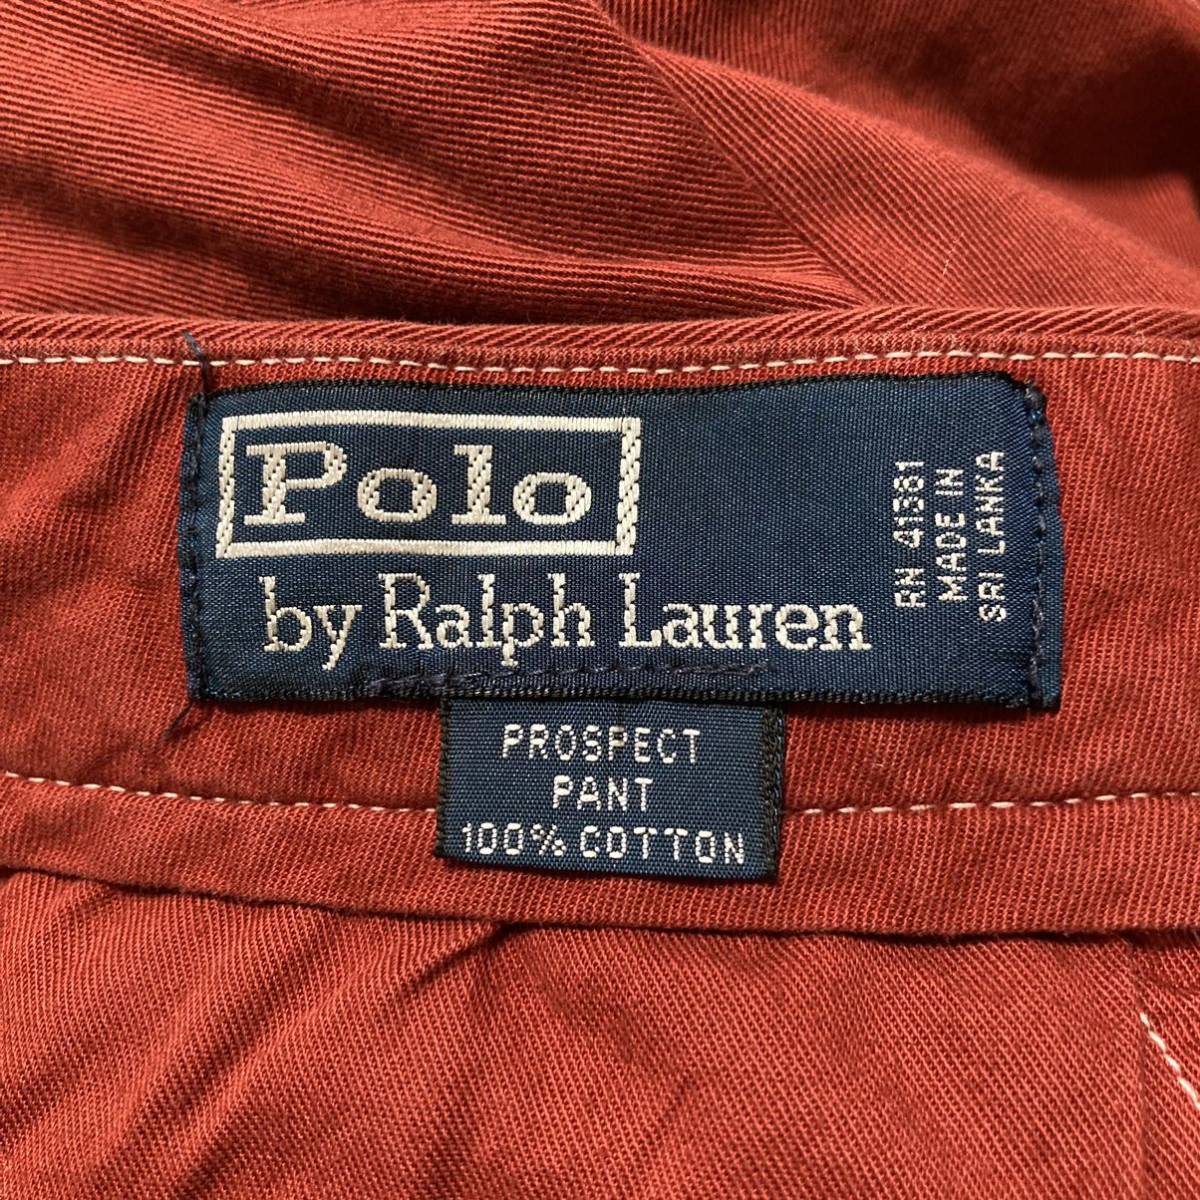 Polo
by Ralph Lauren
RN 41381
MADE IN
SRI LANKA
PROSPECT
PANT
100% COTTON